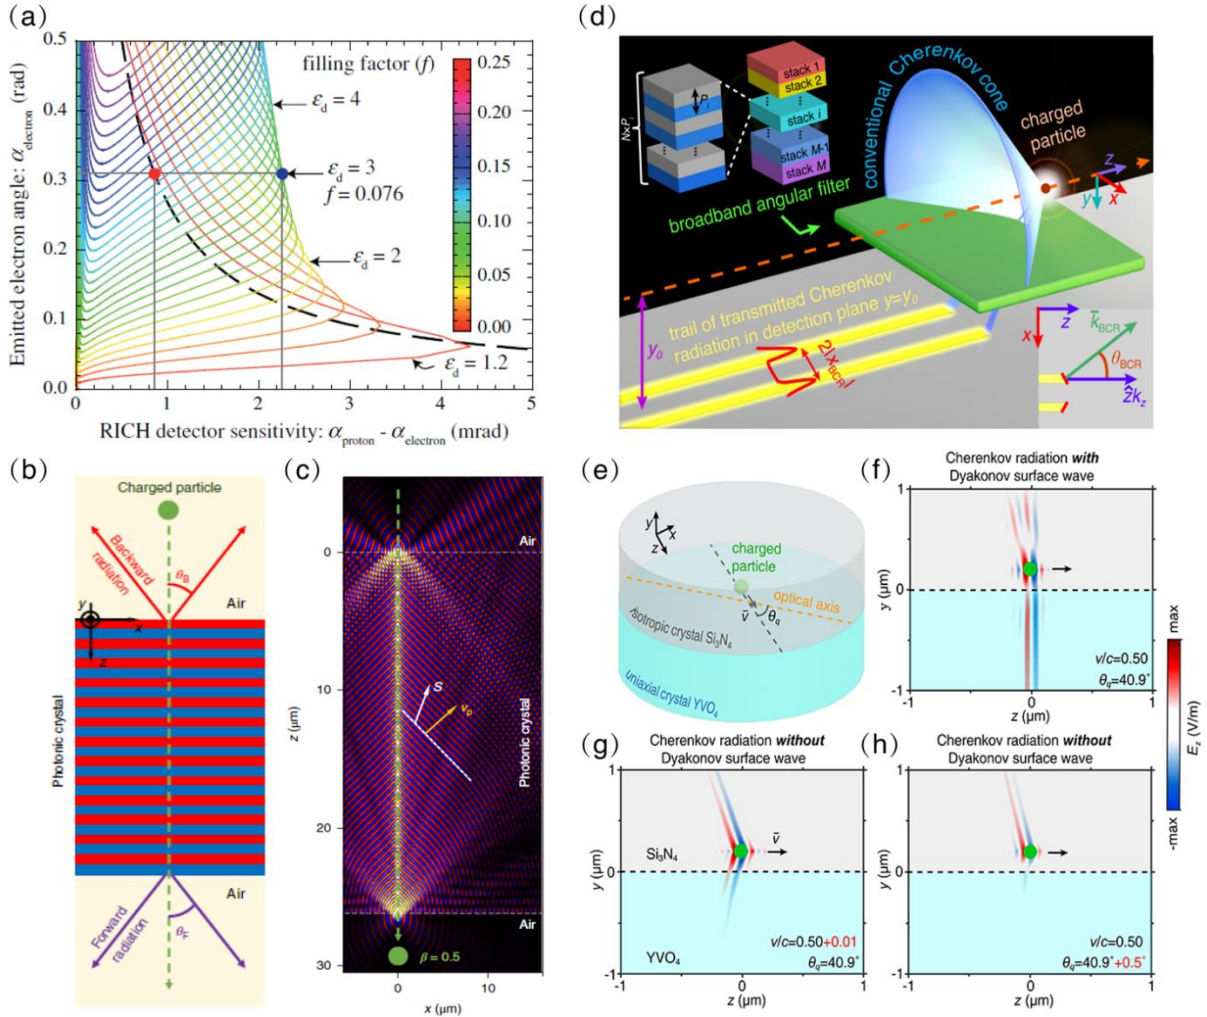 (a)
0.5
0.4
0.3
0.2
0.1
0.0
0
1
2
3
4
5
Emitted electron angle: α_electron (rad)
RICH detector sensitivity: α_proton - α_electron (mrad)
filling factor (f)
ε_d = 4
ε_d = 3
f = 0.076
ε_d = 2
ε_d = 1.2
0.25
0.20
0.15
0.10
0.05
0.00
(d)
N×P_i
P_i
stack 1
stack 2
stack i
stack M-1
stack M
conventional Cherenkov cone
charged
particle
z
x
y
broadband angular filter
trail of transmitted Cherenkov
radiation in detection plane y=y₀
y₀
2|x_BCR|
z
x
k̄_BCR
θ_BCR
ẑk_z
(b)
Charged particle
Backward
radiation
θ_B
Air
y
x
z
Photonic crystal
Air
Forward
radiation
θ_F
(c)
Air
0
10
20
30
z (μm)
S
v_g
Photonic crystal
Air
β = 0.5
0
10
x (μm)
(e)
y
x
z
charged
particle
optical axis
v̄
θ_q
isotropic crystal Si₃N₄
uniaxial crystal YVO₄
(f)
Cherenkov radiation with
Dyakonov surface wave
1
0
-1
y (μm)
v/c=0.50
θ_q=40.9°
-1
0
1
z (μm)
max
E_z (V/m)
-max
(g)
Cherenkov radiation without
Dyakonov surface wave
1
0
-1
y (μm)
v̄
Si₃N₄
YVO₄
v/c=0.50+0.01
θ_q=40.9°
-1
0
1
z (μm)
(h)
Cherenkov radiation without
Dyakonov surface wave
1
0
-1
y (μm)
v/c=0.50
θ_q=40.9°+0.5°
-1
0
1
z (μm)